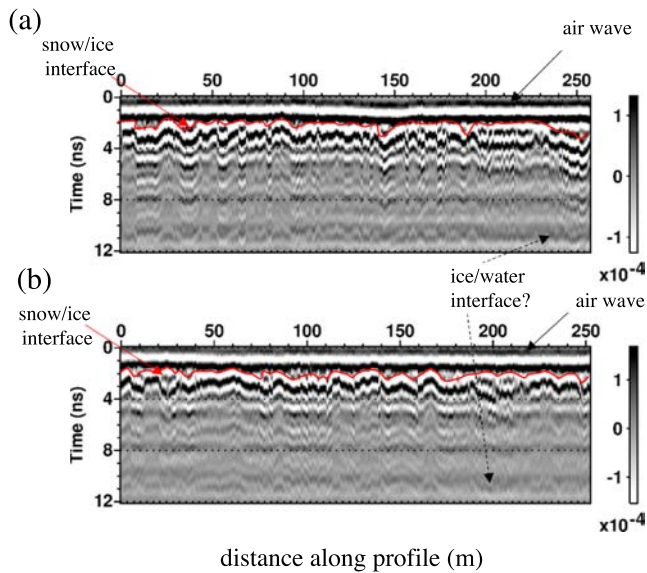 (a)
snow/ice
interface
air wave
0 50 100 150 200 250
0
4
8
12
Time (ns)
1
0
-1
x10⁻⁴
(b)
snow/ice
interface
ice/water
interface?
air wave
0 50 100 150 200 250
0
4
8
12
Time (ns)
1
0
-1
x10⁻⁴
distance along profile (m)